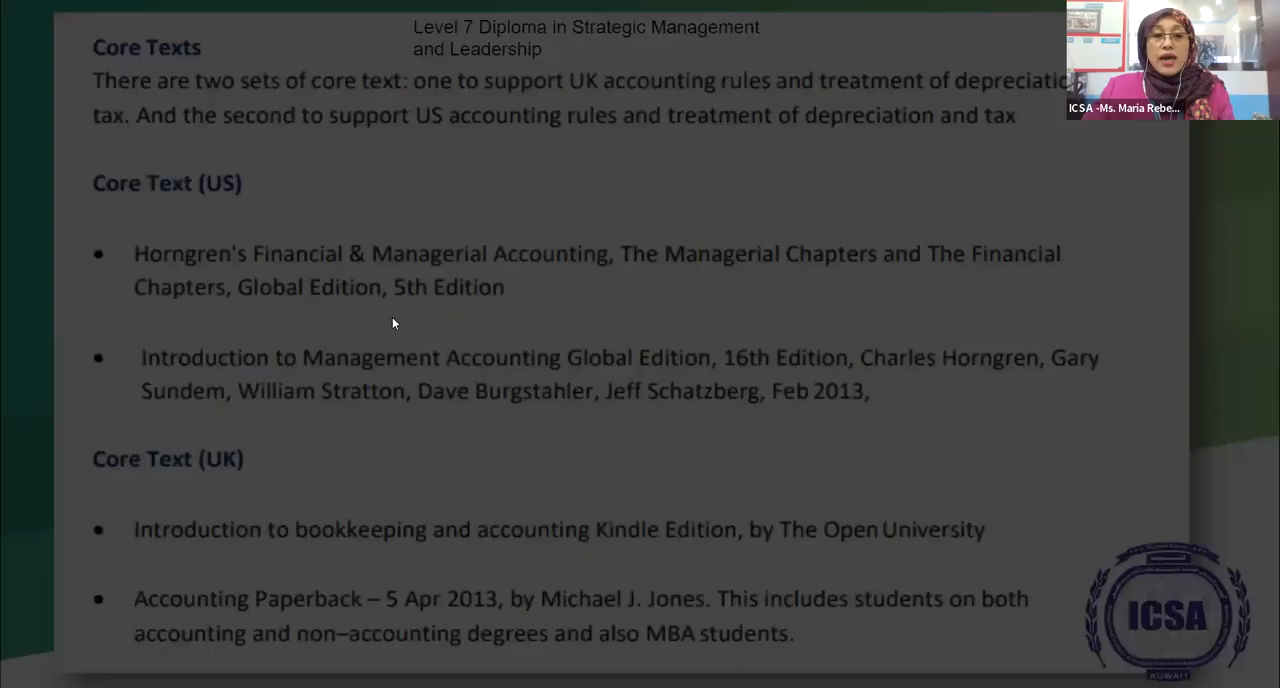 Level 7 Diploma in Strategic Management
and Leadership
Core Texts
There are two sets of core text: one to support UK accounting rules and treatment of depreciatio
tax. And the second to support US accounting rules and treatment of depreciation and tax
Core Text (US)
• Horngren's Financial & Managerial Accounting, The Managerial Chapters and The Financial
Chapters, Global Edition, 5th Edition
• Introduction to Management Accounting Global Edition, 16th Edition, Charles Horngren, Gary
Sundem, William Stratton, Dave Burgstahler, Jeff Schatzberg, Feb 2013,
Core Text (UK)
• Introduction to bookkeeping and accounting Kindle Edition, by The Open University
• Accounting Paperback – 5 Apr 2013, by Michael J. Jones. This includes students on both
accounting and non–accounting degrees and also MBA students.
ICSA -Ms. Maria Rebe...
ICSA
KUWAIT